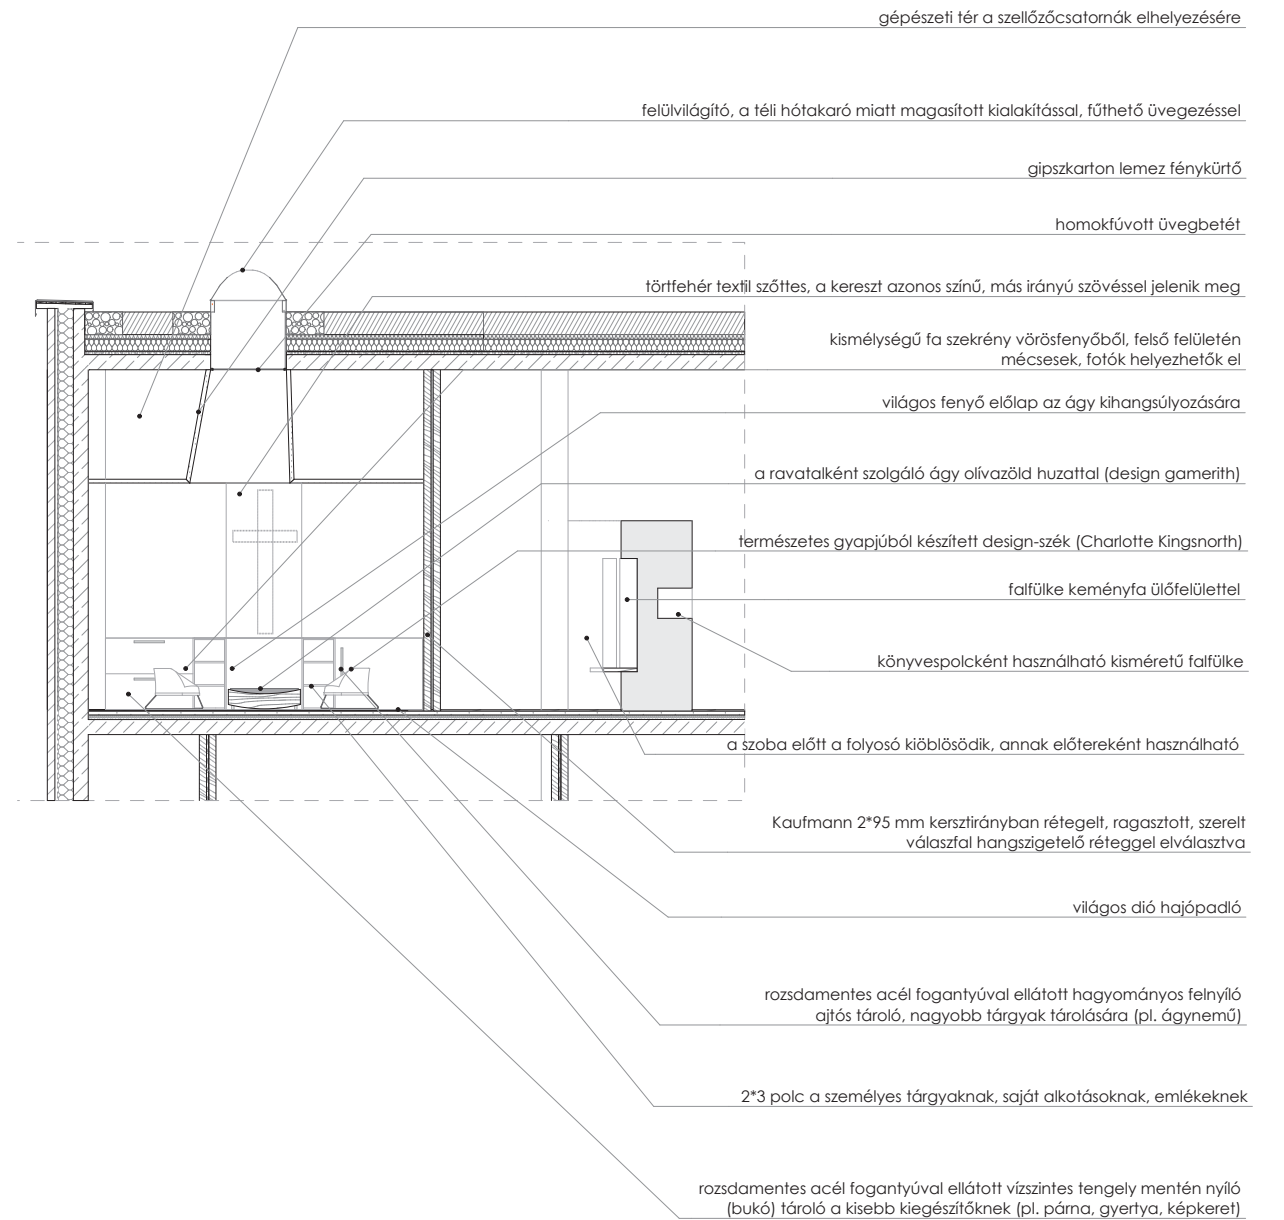 gépészeti tér a szellőzőcsatornák elhelyezésére
felülvilágító, a téli hótakaró miatt magasított kialakítással, fűthető üvegezéssel
gipszkarton lemez fénykürtő
homokfúvott üvegbetét
törtfehér textil szőttes, a kereszt azonos színű, más irányú szövéssel jelenik meg
kismélységű fa szekrény vörösfenyőből, felső felületén
mécsesek, fotók helyezhetők el
világos fenyő előlap az ágy kihangsúlyozására
a ravatalként szolgáló ágy olívazöld huzattal (design gamerith)
természetes gyapjúból készített design-szék (Charlotte Kingsnorth)
falfülke keményfa ülőfelülettel
könyvespolcként használható kisméretű falfülke
a szoba előtt a folyosó kiöblösödik, annak előtereként használható
Kaufmann 2*95 mm kersztirányban rétegelt, ragasztott, szerelt
válaszfal hangszigetelő réteggel elválasztva
világos dió hajópadló
rozsdamentes acél fogantyúval ellátott hagyományos felnyíló
ajtós tároló, nagyobb tárgyak tárolására (pl. ágynemű)
2*3 polc a személyes tárgyaknak, saját alkotásoknak, emlékeknek
rozsdamentes acél fogantyúval ellátott vízszintes tengely mentén nyíló
(bukó) tároló a kisebb kiegészítőknek (pl. párna, gyertya, képkeret)